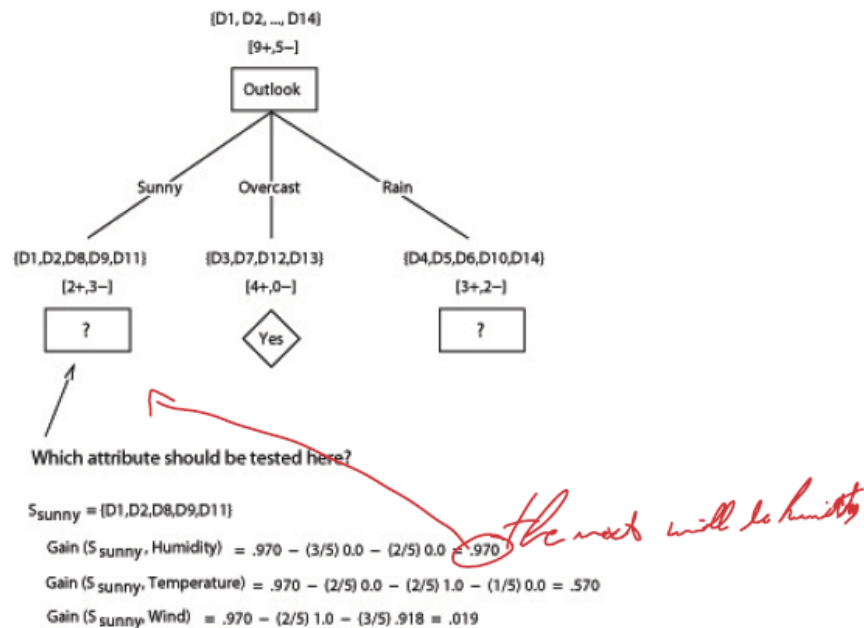 {D1, D2, ..., D14}
[9+,5−]
Outlook
Sunny Overcast Rain
{D1,D2,D8,D9,D11} {D3,D7,D12,D13} {D4,D5,D6,D10,D14}
[2+,3−] [4+,0−] [3+,2−]
? Yes ?
Which attribute should be tested here?
Ssunny = {D1,D2,D8,D9,D11}
the next will be
Gain (Ssunny, Humidity) = .970 − (3/5) 0.0 − (2/5) 0.0 = .970
Gain (Ssunny, Temperature) = .970 − (2/5) 0.0 − (2/5) 1.0 − (1/5) 0.0 = .570
Gain (Ssunny, Wind) = .970 − (2/5) 1.0 − (3/5) .918 = .019